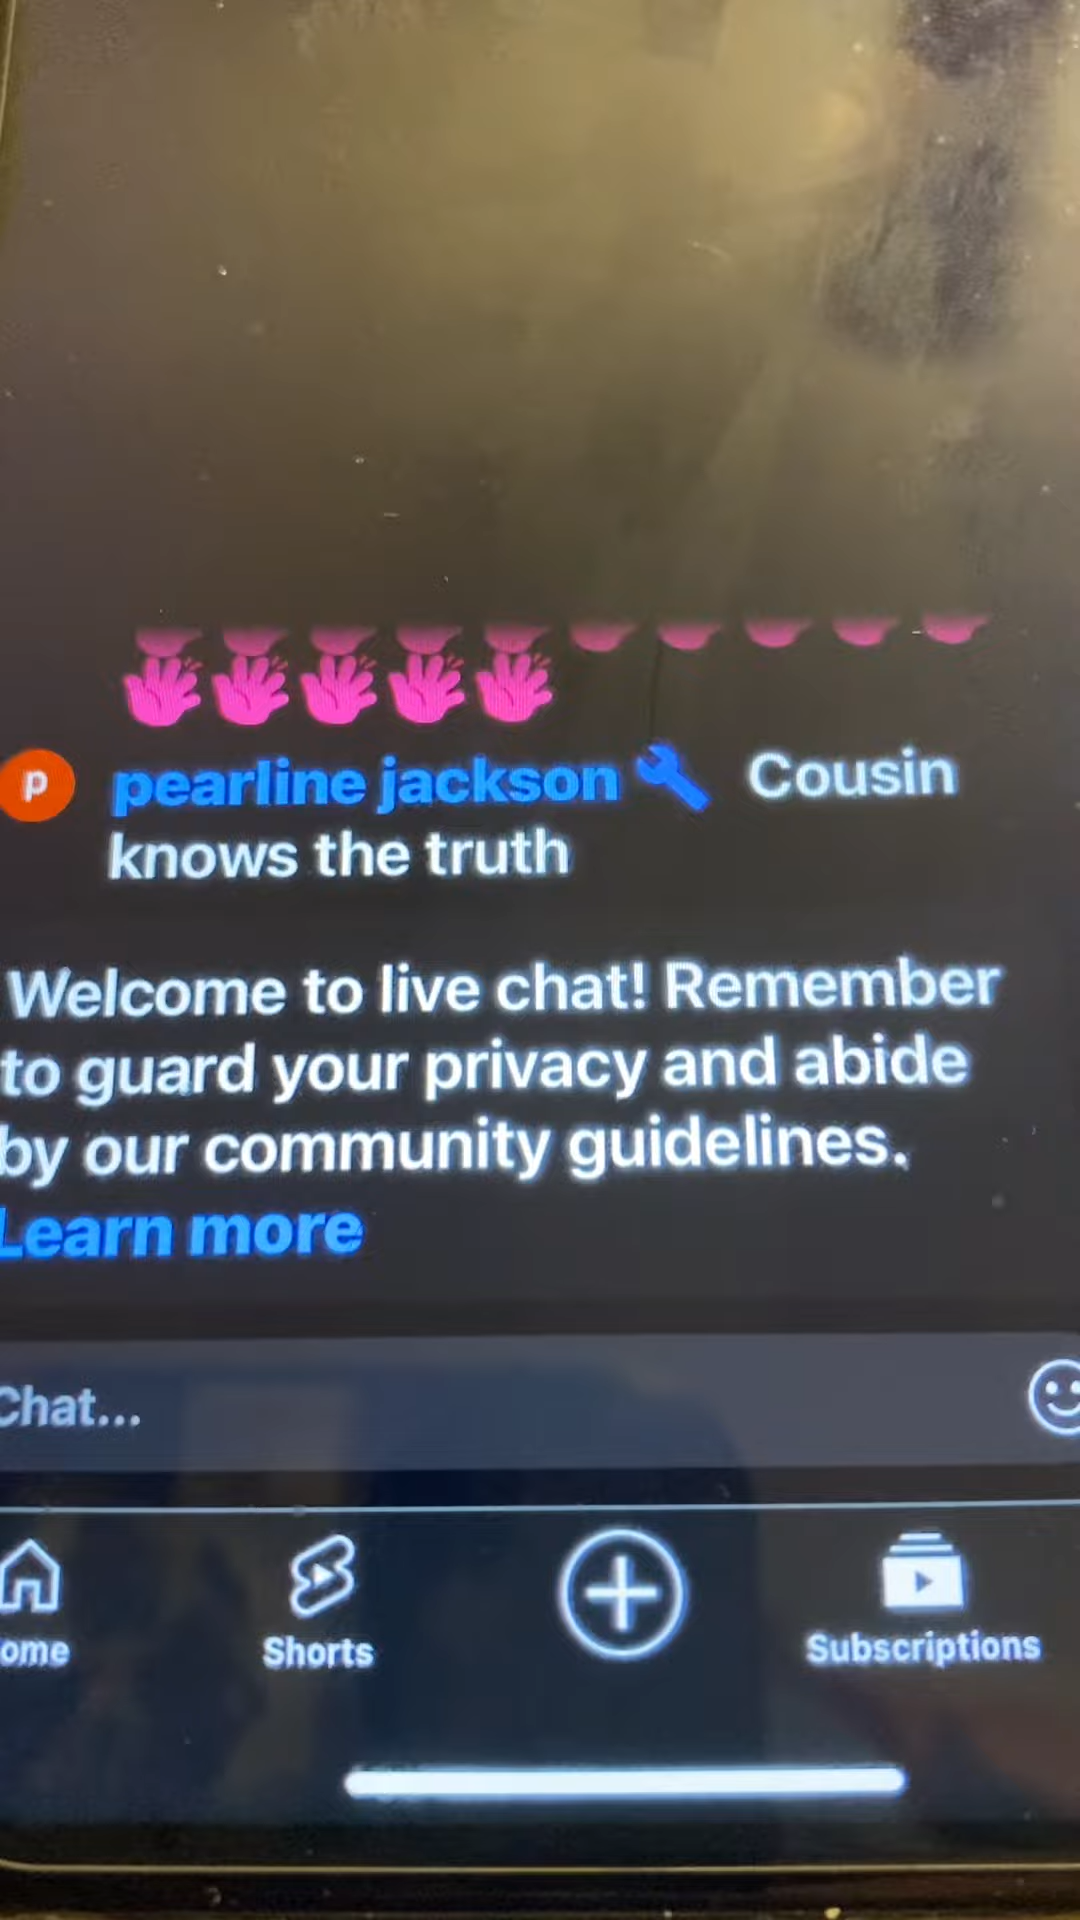 P
pearline jackson Cousin
knows the truth
Welcome to live chat! Remember
to guard your privacy and abide
by our community guidelines.
Learn more
Chat...
ome Shorts Subscriptions